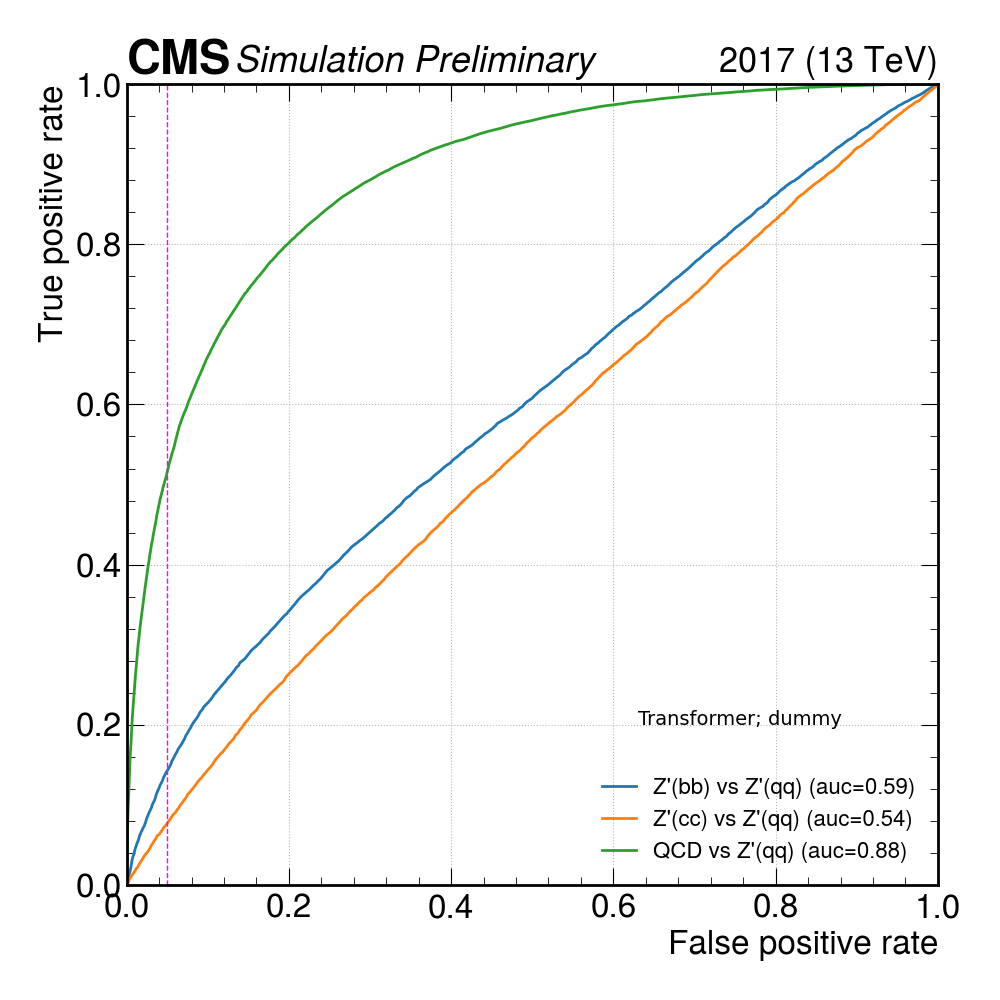 CMS Simulation Preliminary 2017 (13 TeV)
True positive rate
1.0
0.8
0.6
0.4
0.2
0.0
Transformer; dummy
Z'(bb) vs Z'(qq) (auc=0.59)
Z'(cc) vs Z'(qq) (auc=0.54)
QCD vs Z'(qq) (auc=0.88)
0.0 0.2 0.4 0.6 0.8 1.0
False positive rate